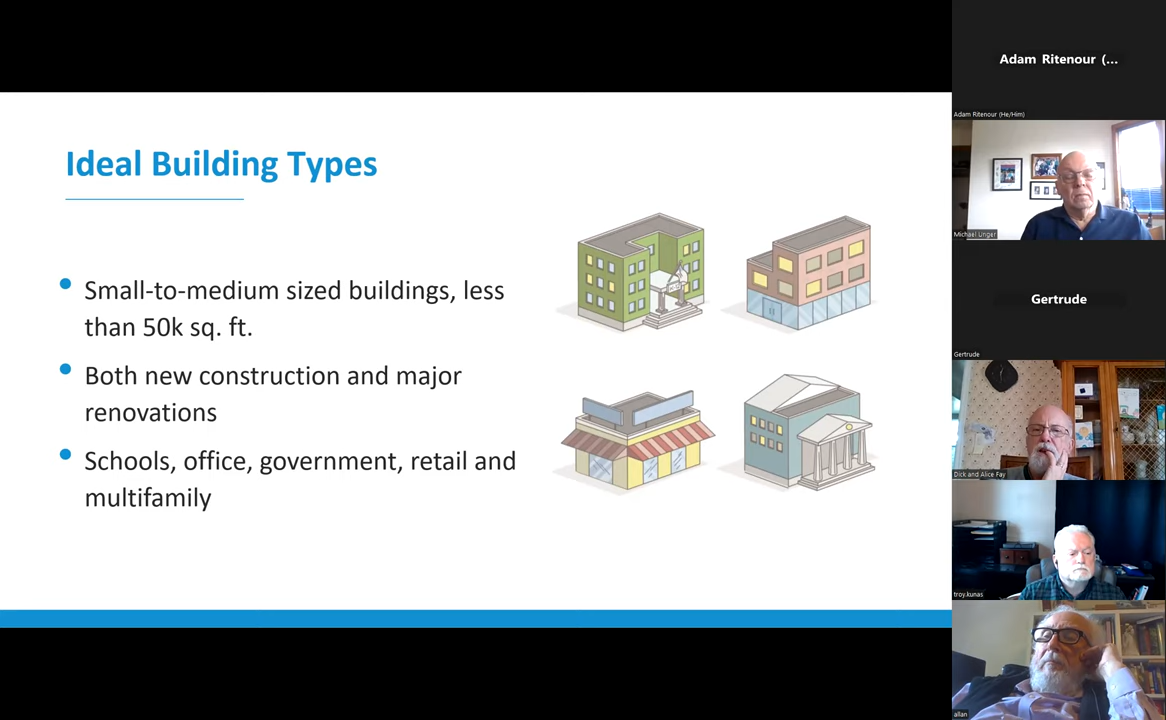 Ideal Building Types
Small-to-medium sized buildings, less
than 50k sq. ft.
Both new construction and major
renovations
Schools, office, government, retail and
multifamily
Adam Ritenour (...
Adam Ritenour (He/Him)
Michael Unger
Gertrude
Gertrude
Dick and Alice Fay
troy.kunas
allan